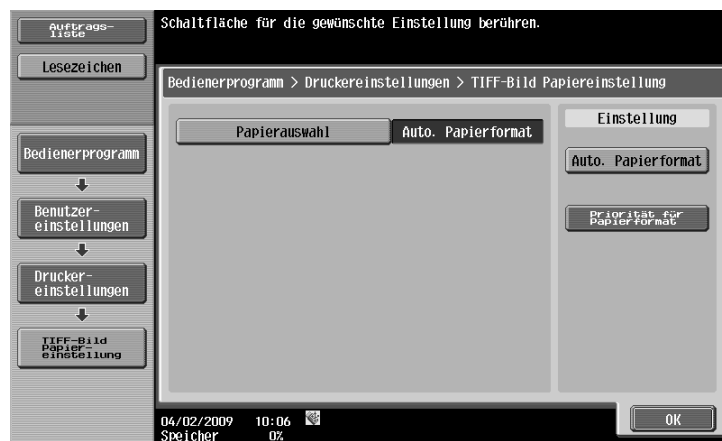 Auftrags-
liste
Schaltfläche für die gewünschte Einstellung berühren.
Lesezeichen
Bedienerprogramm > Druckereinstellungen > TIFF-Bild Papiereinstellung
Papierauswahl
Auto. Papierformat
Einstellung
Auto. Papierformat
Priorität für
Papierformat
Bedienerprogramm
Benutzer-
einstellungen
Drucker-
einstellungen
TIFF-Bild
Papier-
einstellung
04/02/2009 10:06
Speicher 0%
OK